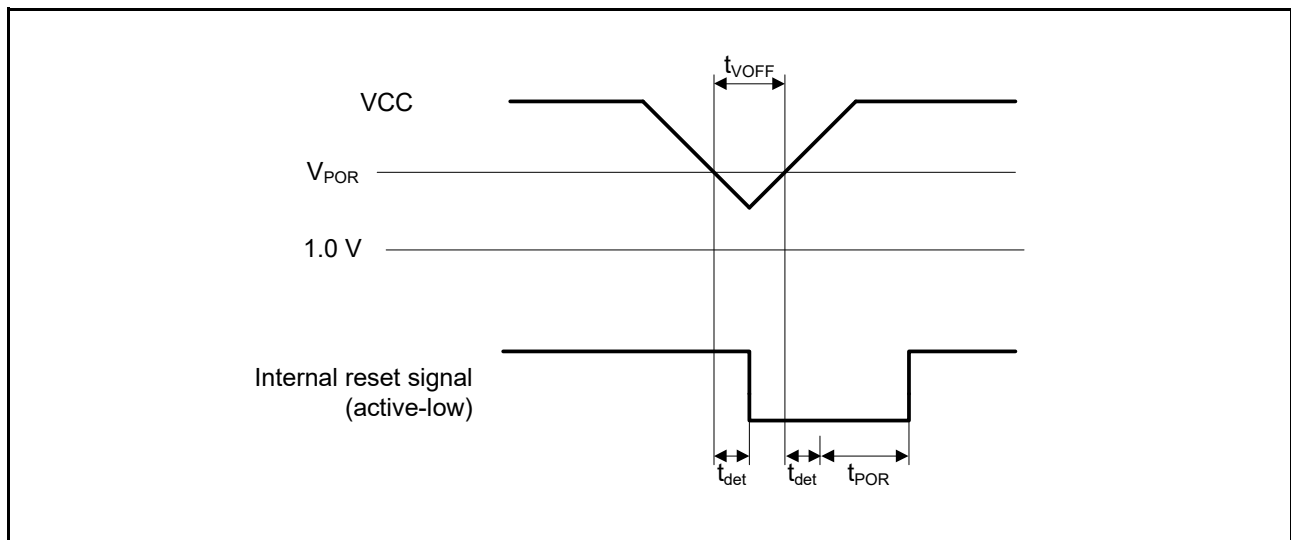 tVOFF
VCC
VPOR
1.0 V
Internal reset signal
(active-low)
tdet tdet tPOR